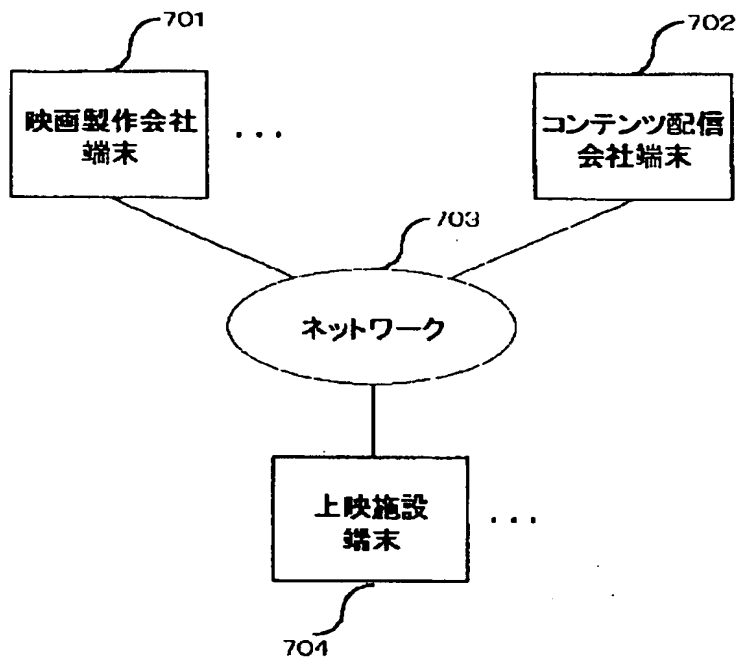 701
映画製作会社
端末
...
702
コンテンツ配信
会社端末
703
ネットワーク
上映施設
端末
...
704